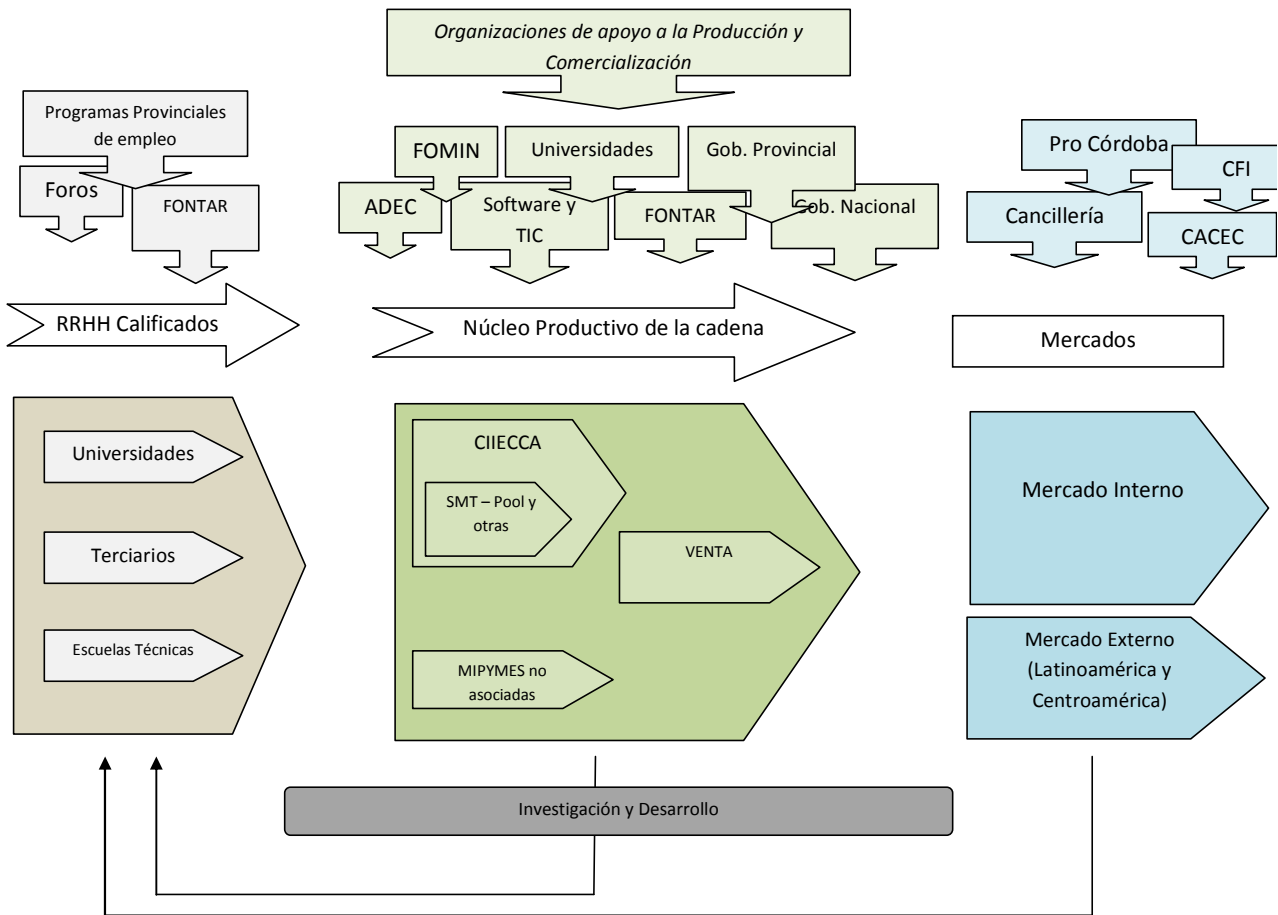 Organizaciones de apoyo a la Producción y
Comercialización
Programas Provinciales
de empleo
Foros
FONTAR
FOMIN
Universidades
Gob. Provincial
ADEC
Software y
TIC
FONTAR
Gob. Nacional
Pro Córdoba
CFI
Cancillería
CACEC
RRHH Calificados
Núcleo Productivo de la cadena
Mercados
Universidades
Terciarios
Escuelas Técnicas
CIIECCA
SMT – Pool y
otras
VENTA
MIPYMES no
asociadas
Mercado Interno
Mercado Externo
(Latinoamérica y
Centroamérica)
Investigación y Desarrollo